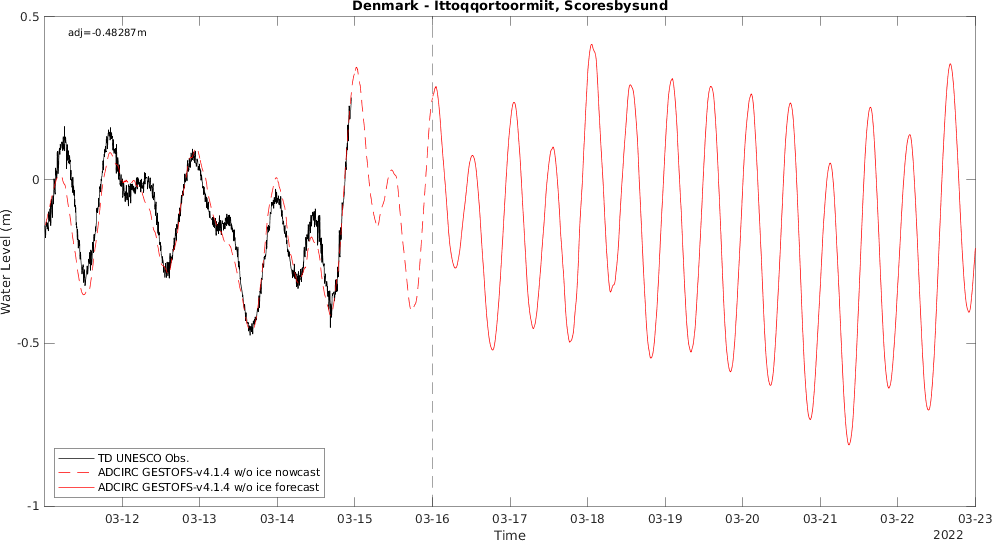 Denmark - Ittoqqortoormiit, Scoresbysund
adj=-0.48287m
0.5
0
-0.5
-1
Water Level (m)
TD UNESCO Obs.
ADCIRC GESTOFS-v4.1.4 w/o ice nowcast
ADCIRC GESTOFS-v4.1.4 w/o ice forecast
03-12 03-13 03-14 03-15 03-16 03-17 03-18 03-19 03-20 03-21 03-22 03-23
Time
2022